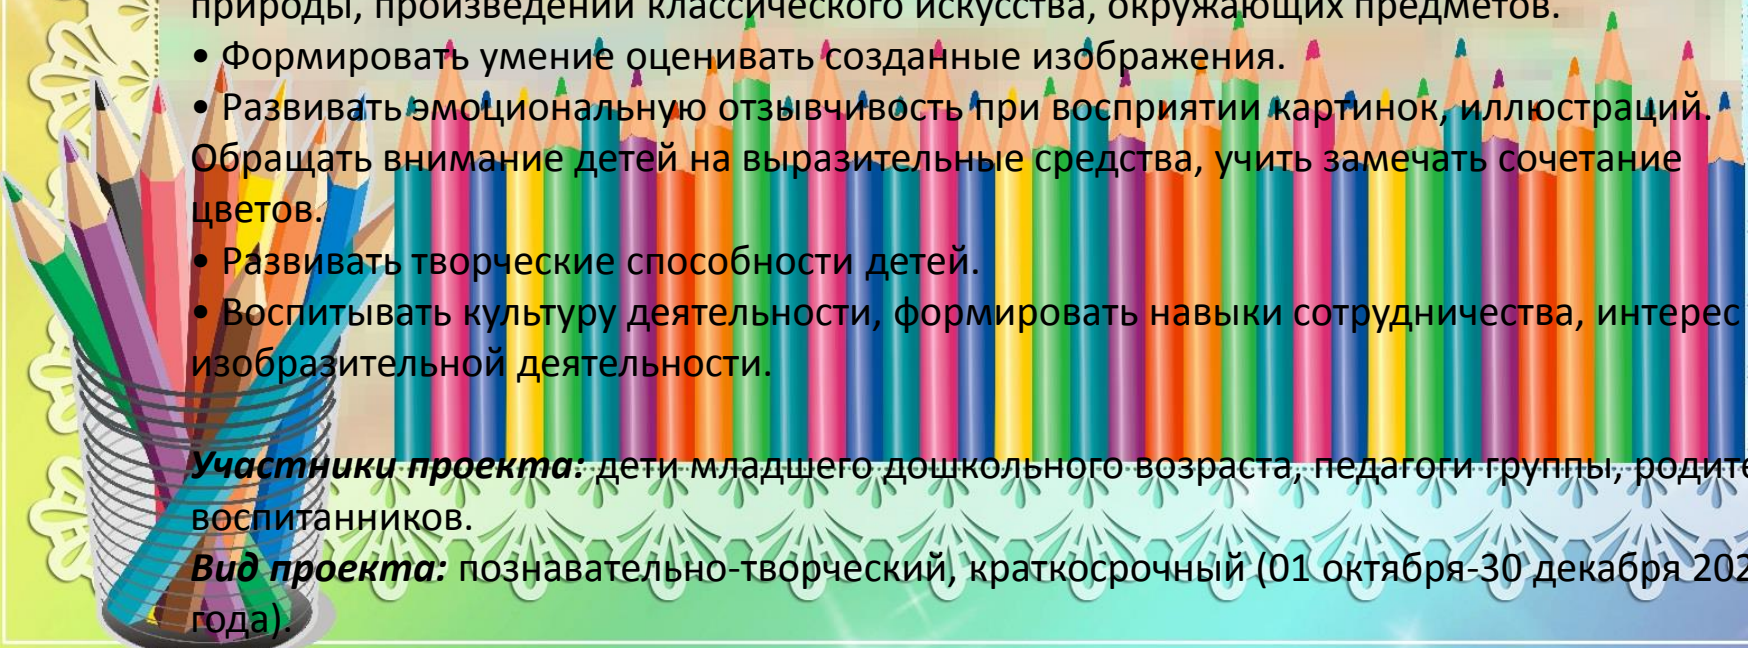 природы, произведений классического искусства, окружающих предметов.
• Формировать умение оценивать созданные изображения.
• Развивать эмоциональную отзывчивость при восприятии картинок, иллюстраций.
Обращать внимание детей на выразительные средства, учить замечать сочетание
цветов.
• Развивать творческие способности детей.
• Воспитывать культуру деятельности, формировать навыки сотрудничества, интерес
изобразительной деятельности.
Участники проекта: дети младшего дошкольного возраста, педагоги группы,
воспитанников.
Вид проекта: познавательно-творческий, краткосрочный (01 октября-30 декабря
года).